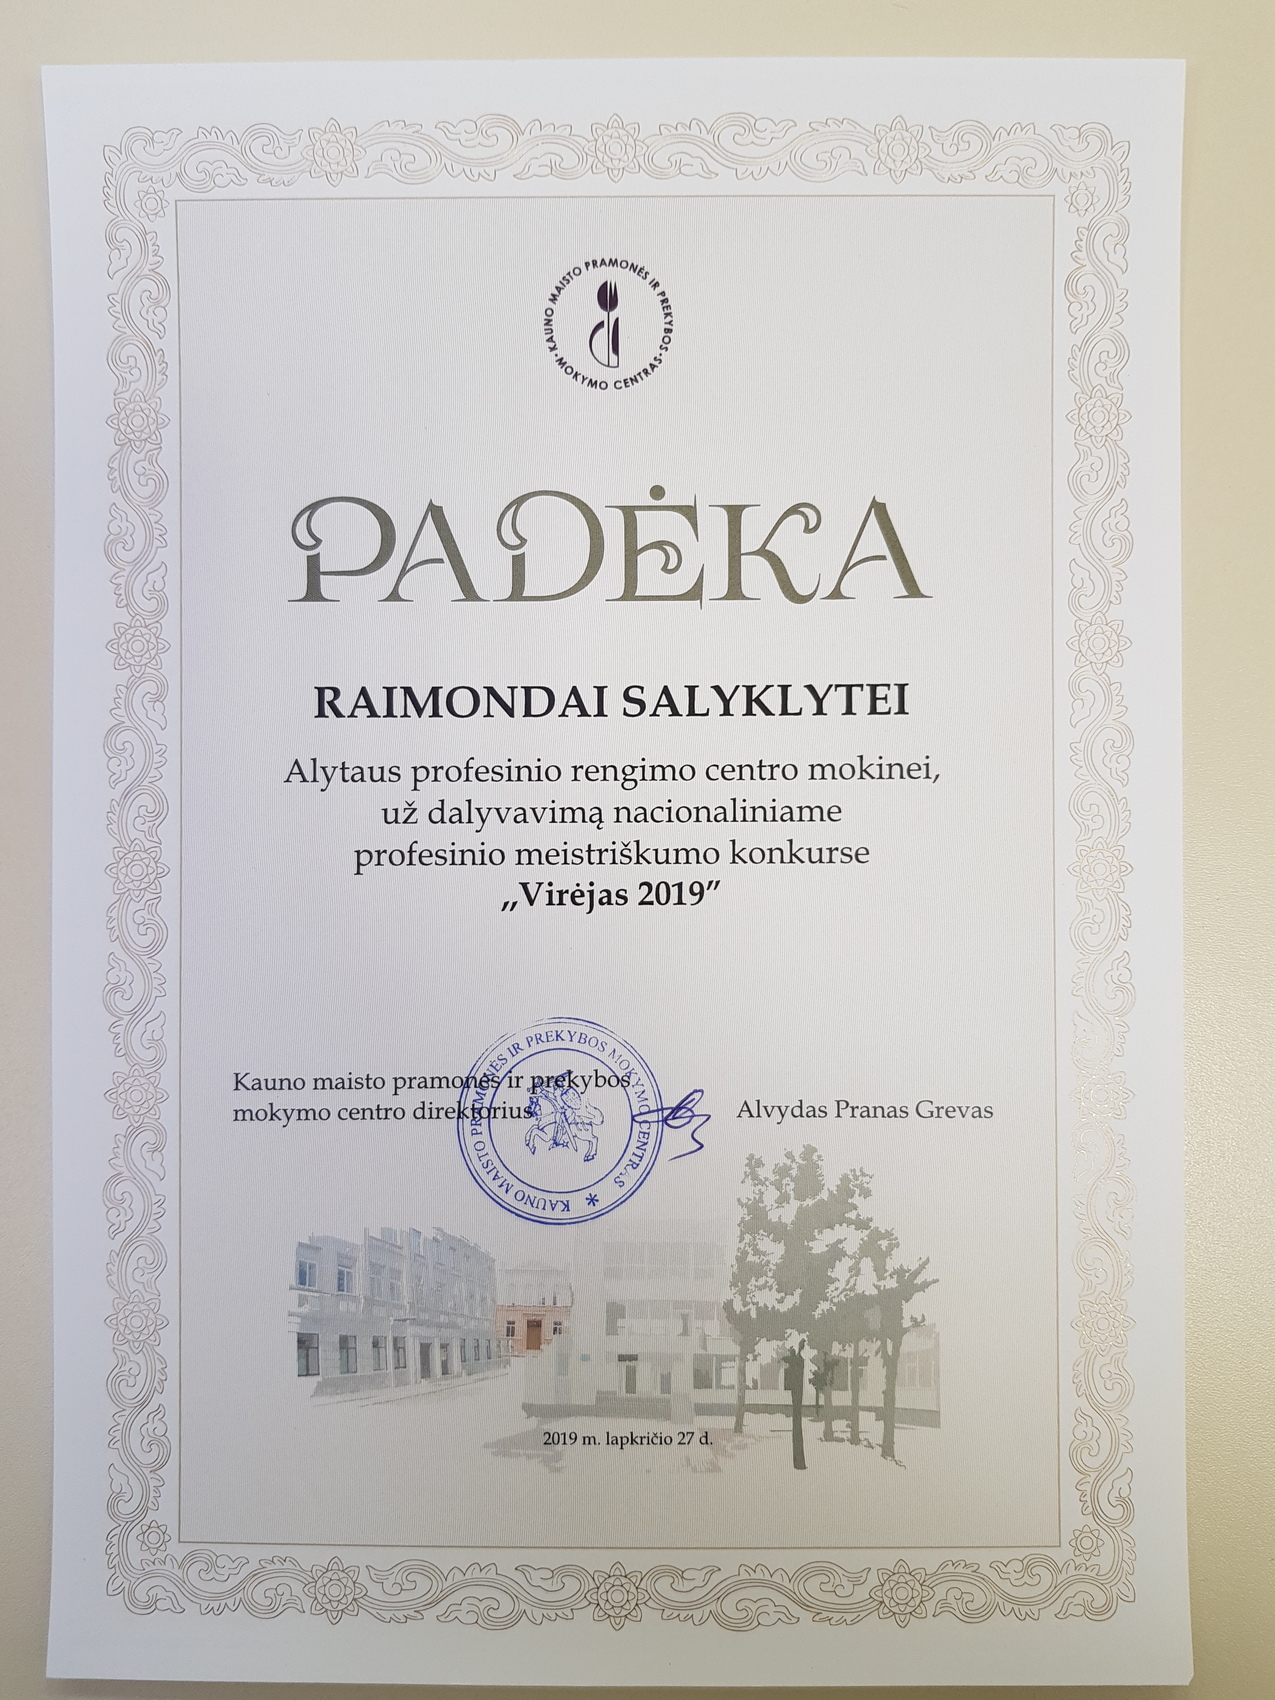 · KAUNO MAISTO PRAMONĖS IR PREKYBOS · MOKYMO CENTRAS
PADĖKA
RAIMONDAI SALYKLYTEI
Alytaus profesinio rengimo centro mokinei,
už dalyvavimą nacionaliniame
profesinio meistriškumo konkurse
„Virėjas 2019”
Kauno maisto pramonės ir prekybos
mokymo centro direktorius
KAUNO MAISTO PRAMONĖS IR PREKYBOS MOKYMO CENTRAS *
Alvydas Pranas Grevas
2019 m. lapkričio 27 d.